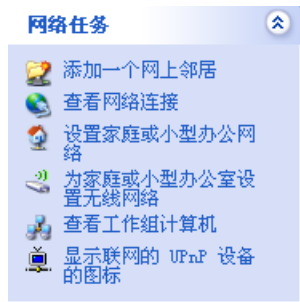 网络任务
添加一个网上邻居
查看网络连接
设置家庭或小型办公网
络
为家庭或小型办公室设
置无线网络
查看工作组计算机
显示联网的 UPnP 设备
的图标